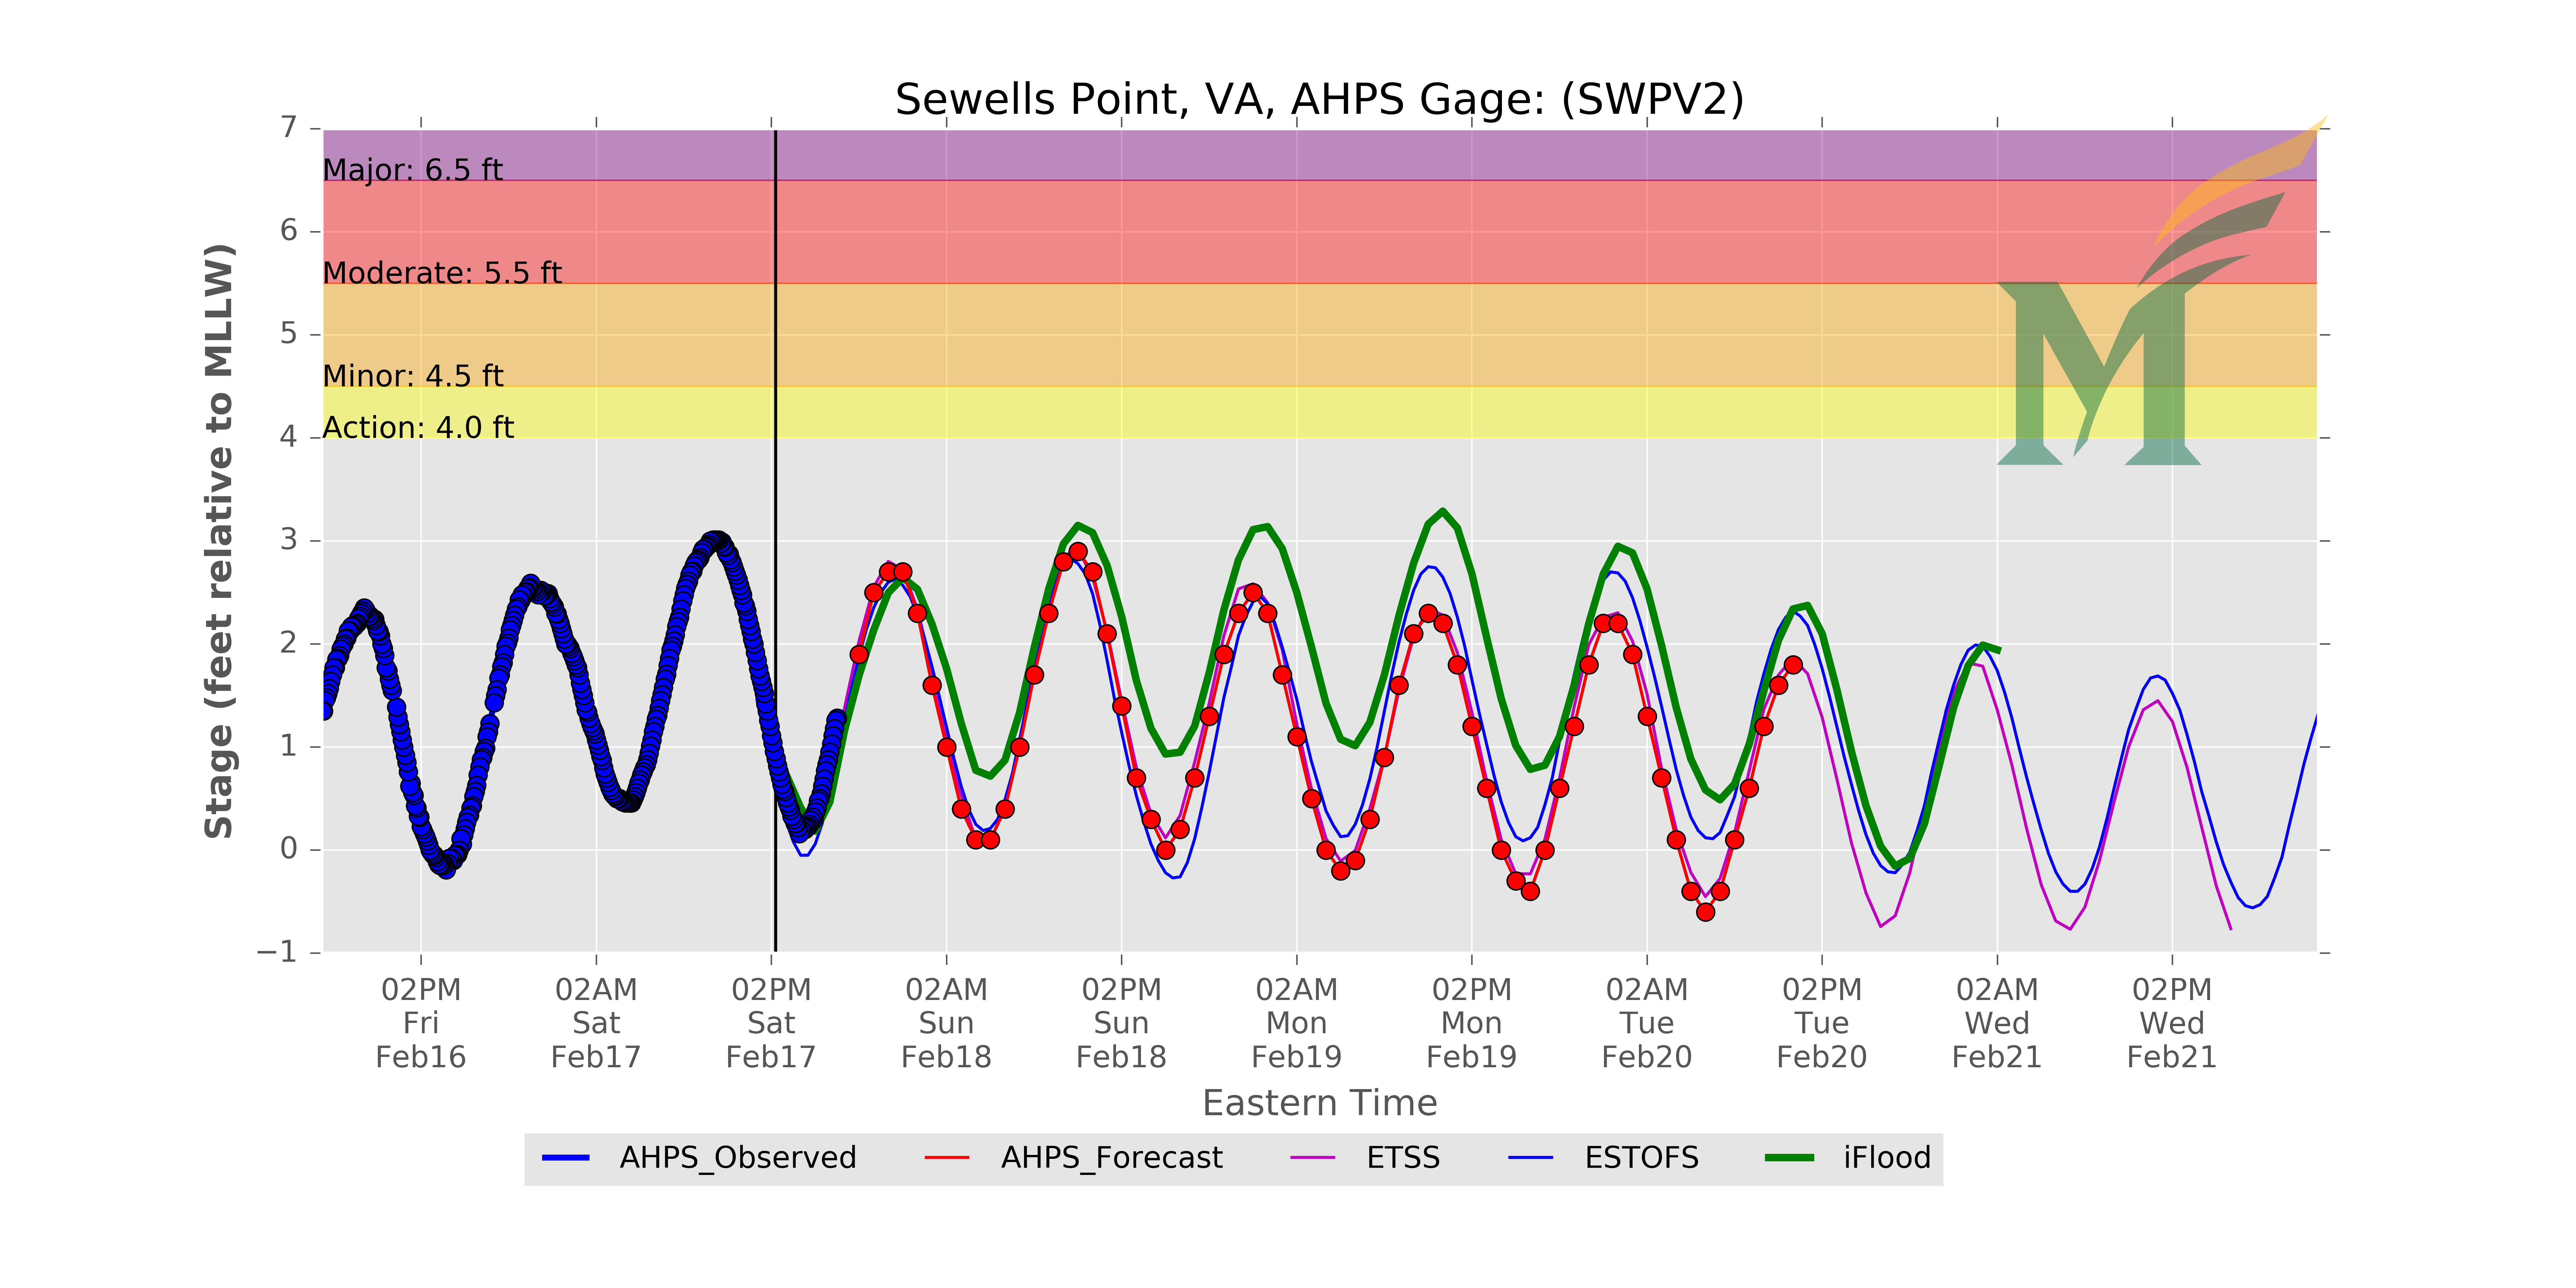 Sewells Point, VA, AHPS Gage: (SWPV2)
7
6
5
4
3
2
1
0
−1
Stage (feet relative to MLLW)
Major: 6.5 ft
Moderate: 5.5 ft
Minor: 4.5 ft
Action: 4.0 ft
M
02PM
Fri
Feb16
02AM
Sat
Feb17
02PM
Sat
Feb17
02AM
Sun
Feb18
02PM
Sun
Feb18
02AM
Mon
Feb19
02PM
Mon
Feb19
02AM
Tue
Feb20
02PM
Tue
Feb20
02AM
Wed
Feb21
02PM
Wed
Feb21
Eastern Time
AHPS_Observed
AHPS_Forecast
ETSS
ESTOFS
iFlood